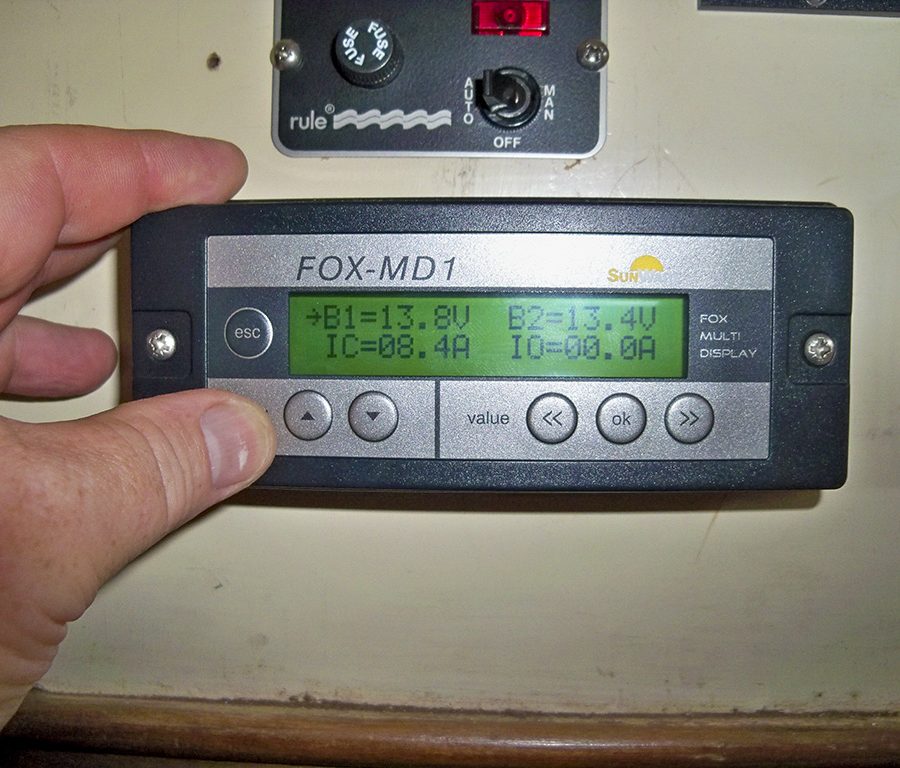 FUSE
FUSE
rule®
AUTO
MAN
OFF
FOX-MD1
esc
→B1=13.8V B2=13.4V
IC=08.4A IO=00.0A
FOX
MULTI
DISPLAY
value << ok >>